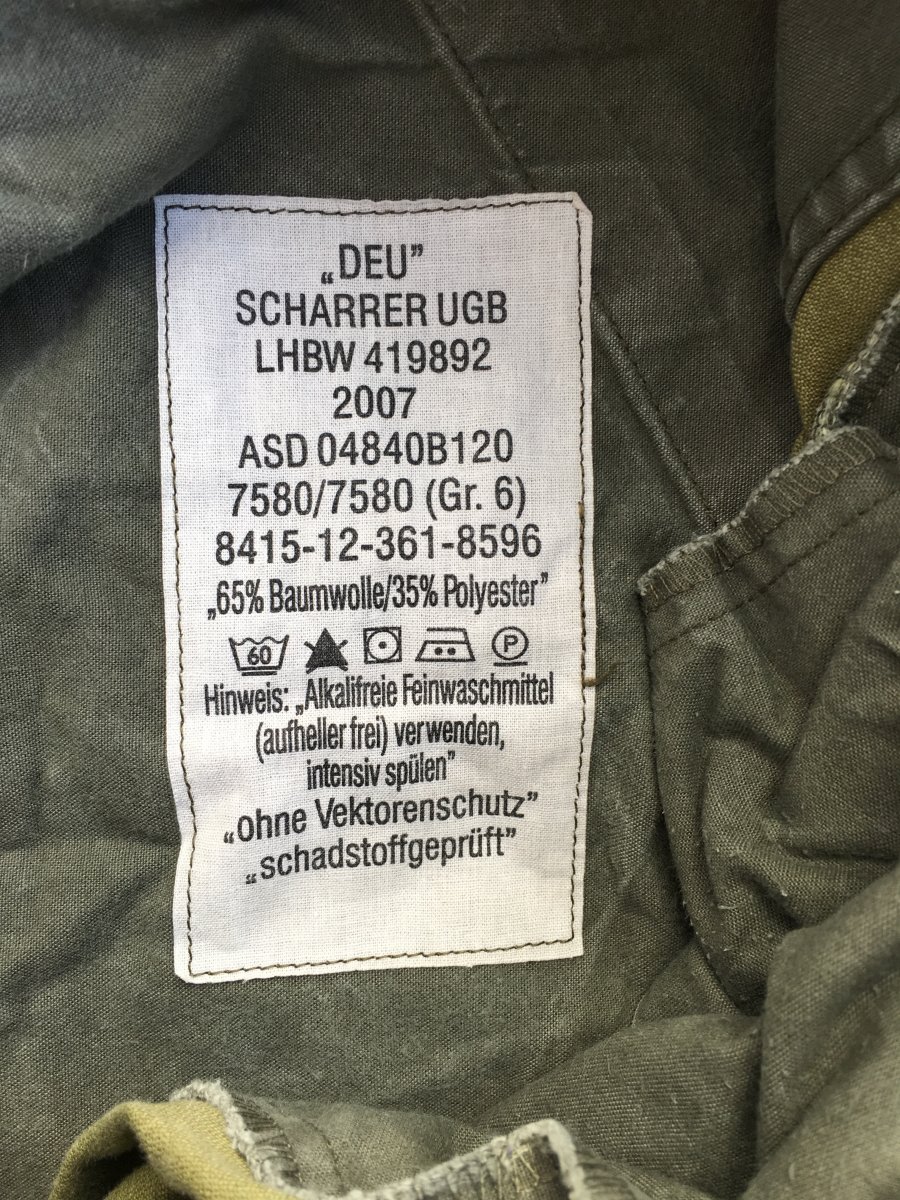 „DEU”
SCHARRER UGB
LHBW 419892
2007
ASD 04840B120
7580/7580 (Gr. 6)
8415-12-361-8596
„65% Baumwolle/35% Polyester”
60 P
Hinweis: „Alkalifreie Feinwaschmittel
(aufheller frei) verwenden,
intensiv spülen”
„ohne Vektorenschutz”
„schadstoffgeprüft”